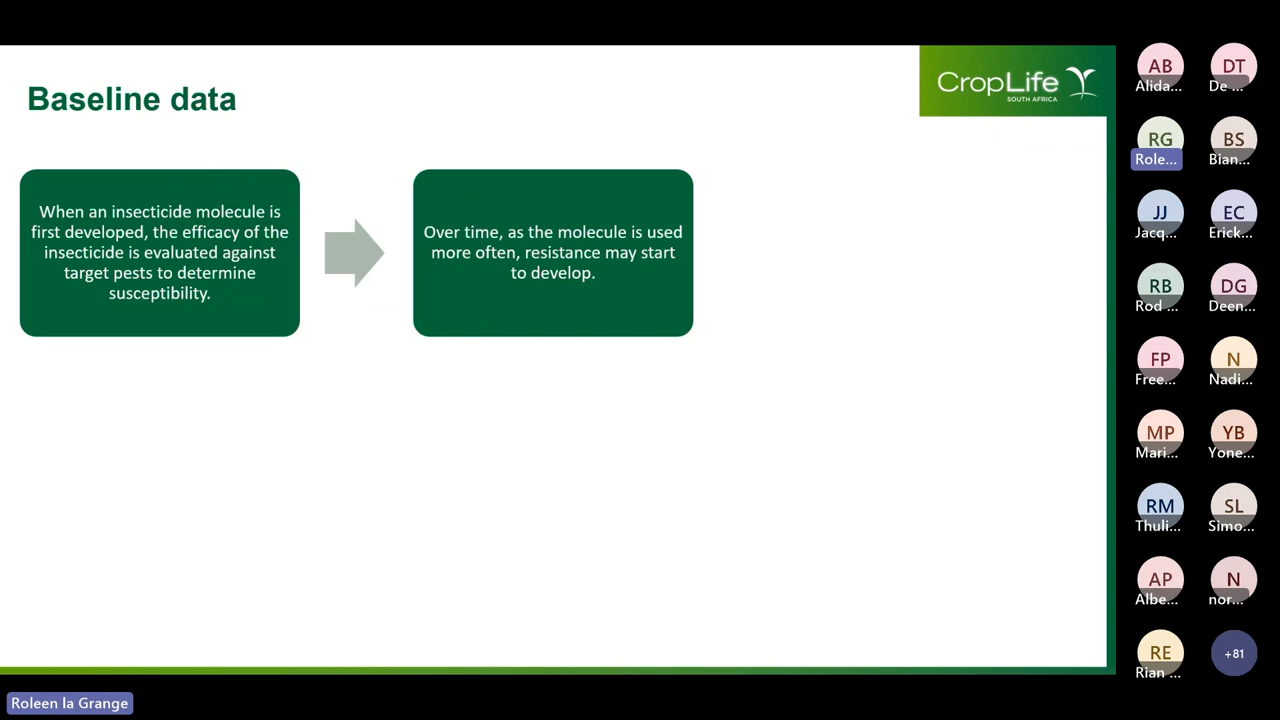 Baseline data
CropLife
SOUTH AFRICA
When an insecticide molecule is
first developed, the efficacy of the
insecticide is evaluated against
target pests to determine
susceptibility.
Over time, as the molecule is used
more often, resistance may start
to develop.
AB
DT
Alida...
De ...
RG
BS
Role...
Bian...
JJ
EC
Jacq...
Erick...
RB
DG
Rod ...
Deen...
FP
N
Free...
Nadi...
MP
YB
Mari...
Yone...
RM
SL
Thuli...
Simo...
AP
N
Albe...
nor...
RE
+81
Rian ...
Roleen la Grange